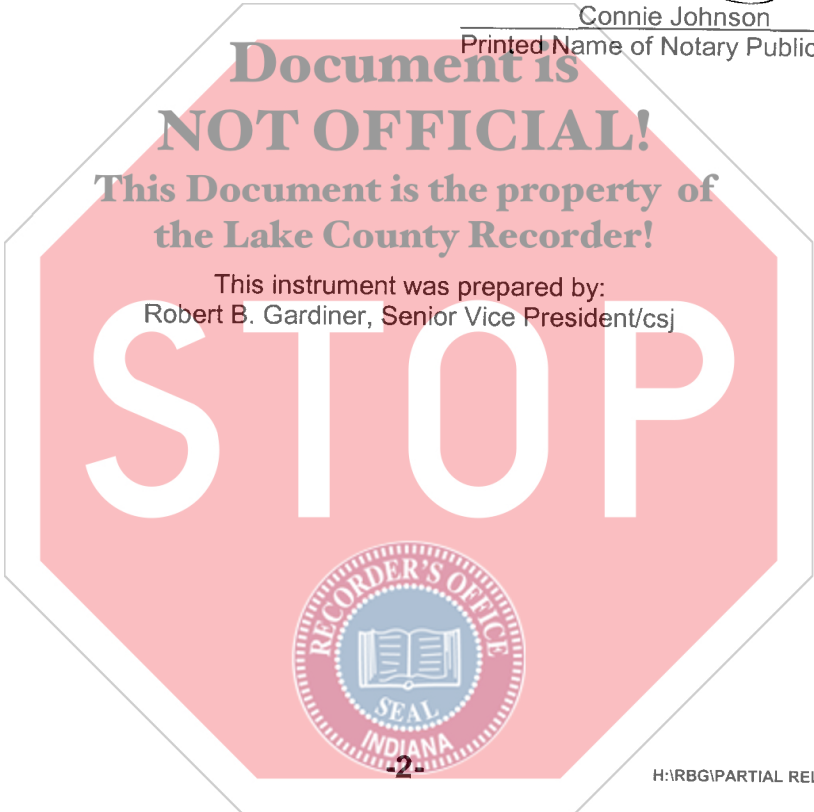 Connie Johnson
Printed Name of Notary Public
Document is
NOT OFFICIAL!
This Document is the property of
the Lake County Recorder!
This instrument was prepared by:
Robert B. Gardiner, Senior Vice President/csj
STOP
RECORDER'S OFFICE
SEAL
INDIANA
-2-
H:\RBG\PARTIAL REL